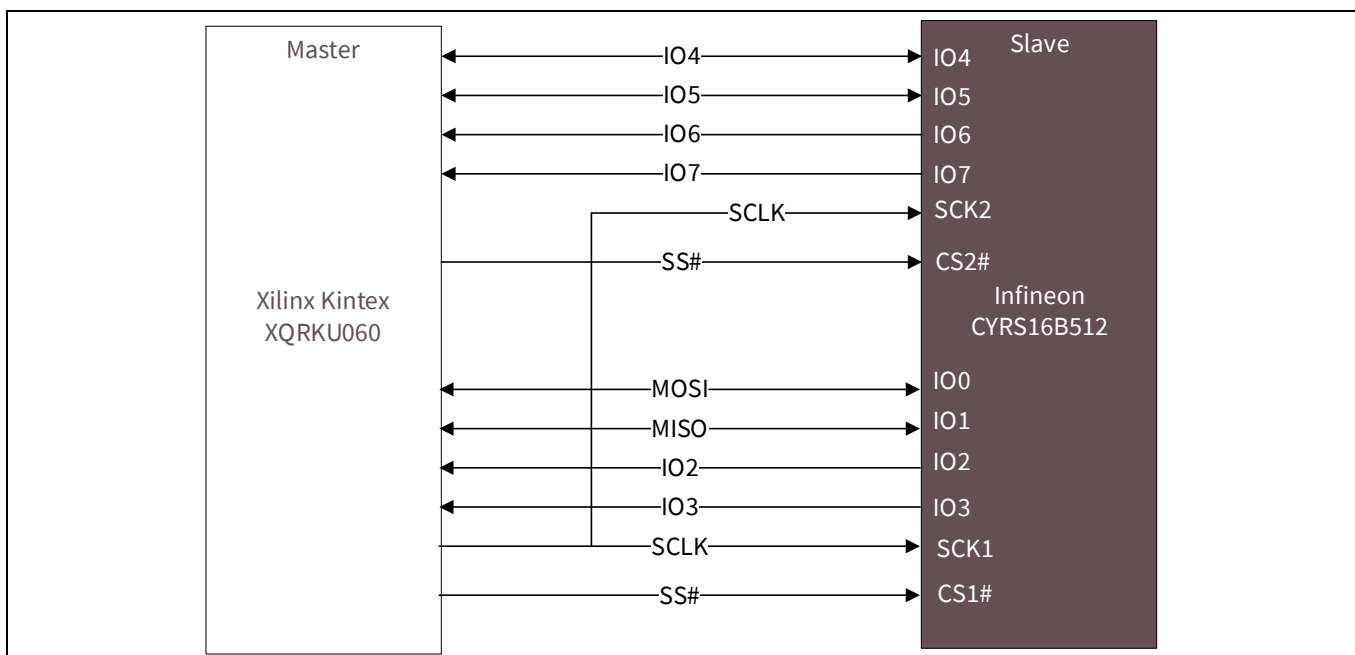 Master
Slave
IO4
IO4
IO5
IO5
IO6
IO6
IO7
IO7
SCLK
SCK2
SS#
CS2#
Xilinx Kintex
XQRKU060
Infineon
CYRS16B512
MOSI
IO0
MISO
IO1
IO2
IO2
IO3
IO3
SCLK
SCK1
SS#
CS1#